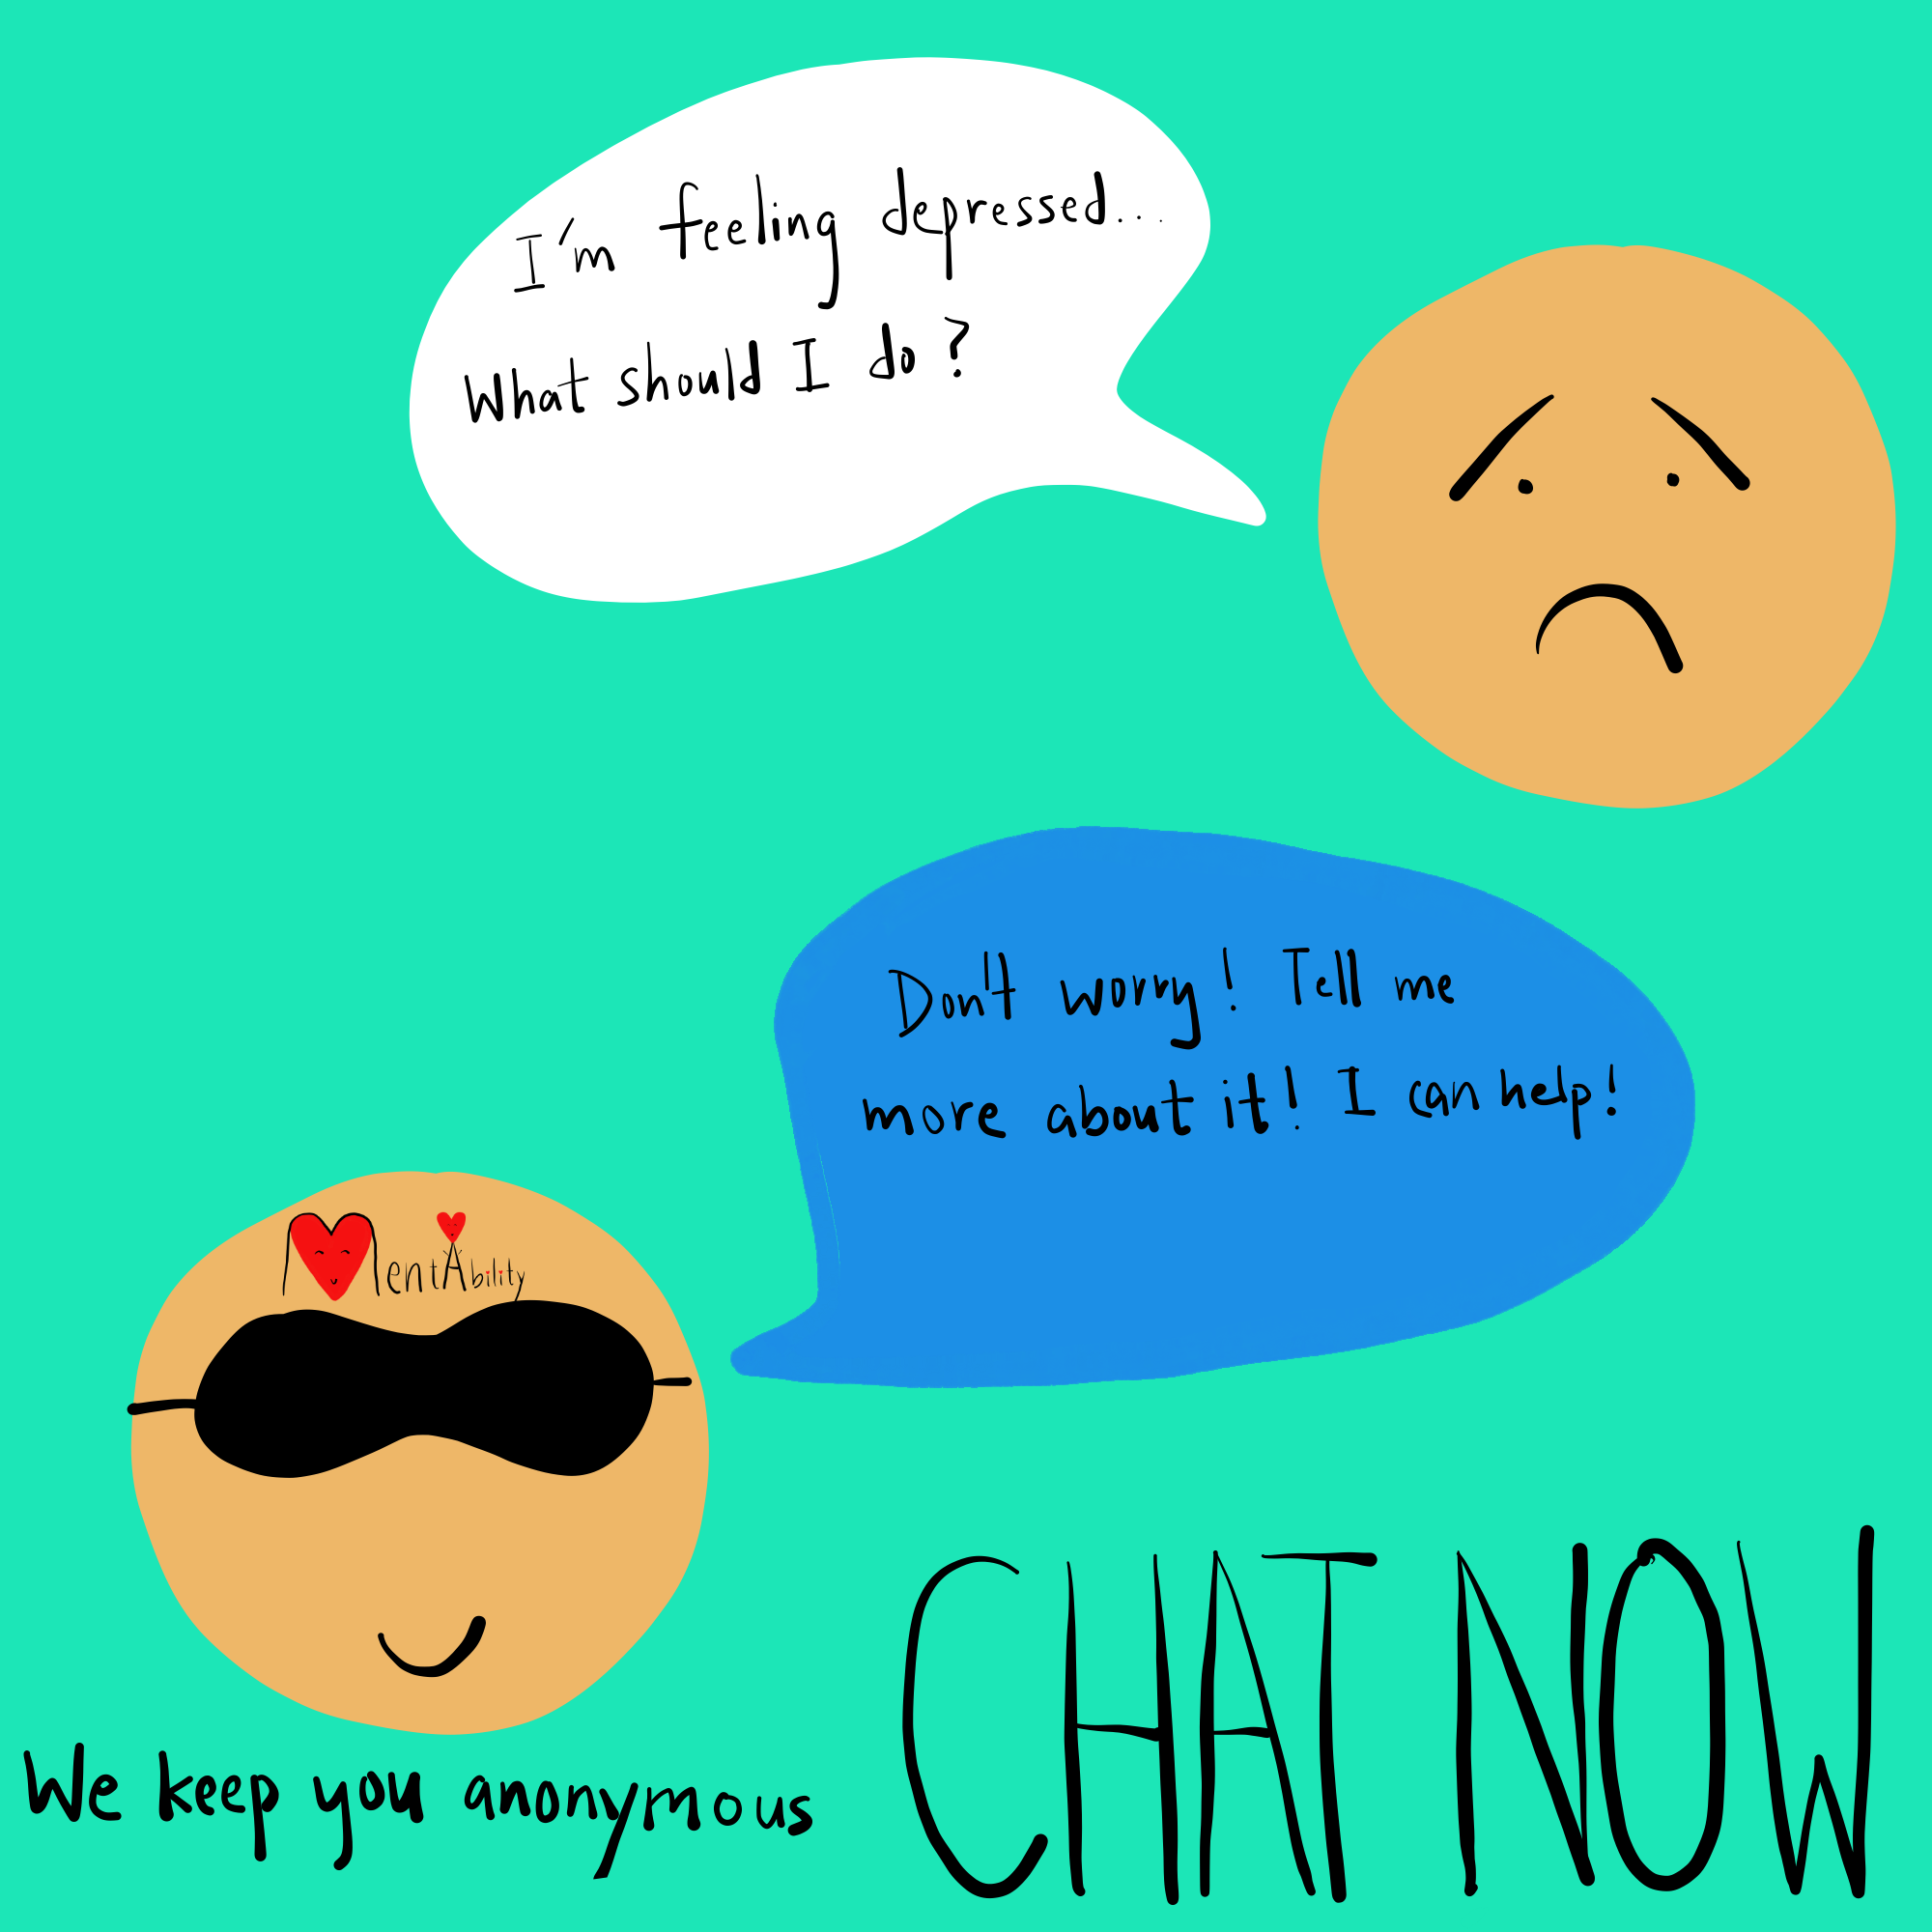 I'm feeling depressed...
What should I do?
Don't worry! Tell me
more about it! I can help!
MentAbility
CHAT NOW
We keep you anonymous